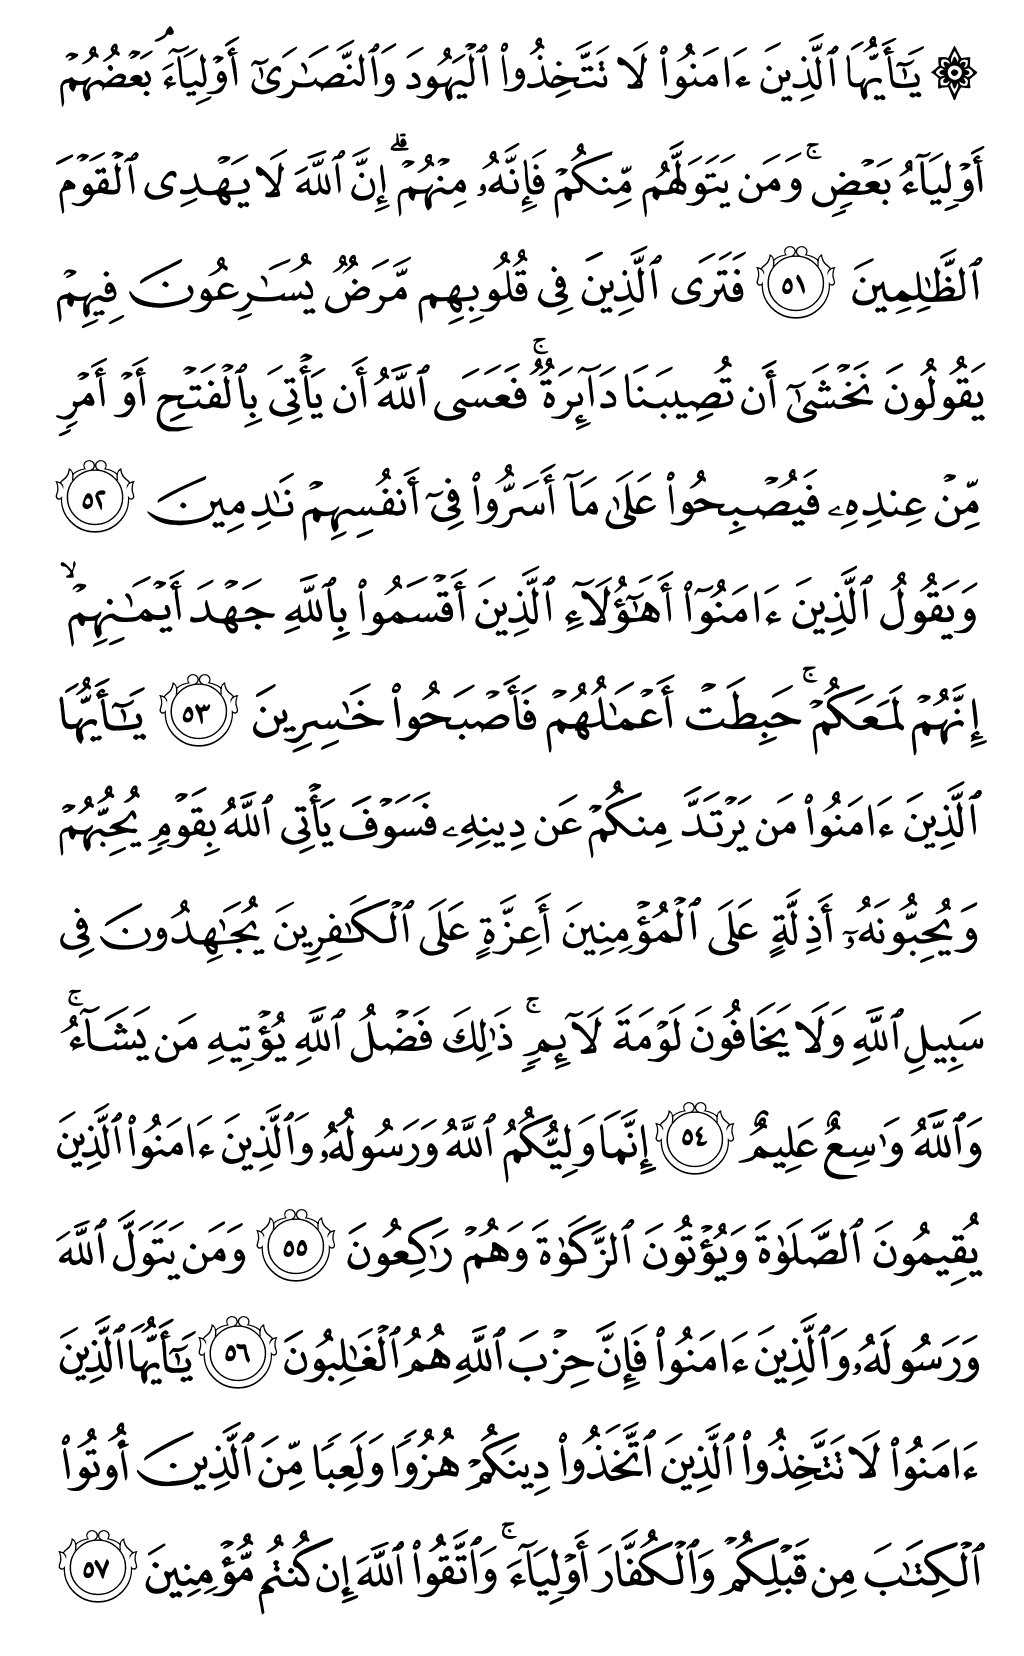 ۞ يَـٰٓأَيُّهَا ٱلَّذِينَ ءَامَنُوا۟ لَا تَتَّخِذُوا۟ ٱلْيَهُودَ وَٱلنَّصَـٰرَىٰٓ أَوْلِيَآءَ ۘ بَعْضُهُمْ
أَوْلِيَآءُ بَعْضٍ ۚ وَمَن يَتَوَلَّهُم مِّنكُمْ فَإِنَّهُۥ مِنْهُمْ ۗ إِنَّ ٱللَّهَ لَا يَهْدِى ٱلْقَوْمَ
ٱلظَّـٰلِمِينَ ٥١ فَتَرَى ٱلَّذِينَ فِى قُلُوبِهِم مَّرَضٌ يُسَـٰرِعُونَ فِيهِمْ
يَقُولُونَ نَخْشَىٰٓ أَن تُصِيبَنَا دَآئِرَةٌ ۚ فَعَسَى ٱللَّهُ أَن يَأْتِىَ بِٱلْفَتْحِ أَوْ أَمْرٍ
مِّنْ عِندِهِۦ فَيُصْبِحُوا۟ عَلَىٰ مَآ أَسَرُّوا۟ فِىٓ أَنفُسِهِمْ نَـٰدِمِينَ ٥٢
وَيَقُولُ ٱلَّذِينَ ءَامَنُوٓا۟ أَهَـٰٓؤُلَآءِ ٱلَّذِينَ أَقْسَمُوا۟ بِٱللَّهِ جَهْدَ أَيْمَـٰنِهِمْ ۙ
إِنَّهُمْ لَمَعَكُمْ ۚ حَبِطَتْ أَعْمَـٰلُهُمْ فَأَصْبَحُوا۟ خَـٰسِرِينَ ٥٣ يَـٰٓأَيُّهَا
ٱلَّذِينَ ءَامَنُوا۟ مَن يَرْتَدَّ مِنكُمْ عَن دِينِهِۦ فَسَوْفَ يَأْتِى ٱللَّهُ بِقَوْمٍ يُحِبُّهُمْ
وَيُحِبُّونَهُۥٓ أَذِلَّةٍ عَلَى ٱلْمُؤْمِنِينَ أَعِزَّةٍ عَلَى ٱلْكَـٰفِرِينَ يُجَـٰهِدُونَ فِى
سَبِيلِ ٱللَّهِ وَلَا يَخَافُونَ لَوْمَةَ لَآئِمٍ ۚ ذَٰلِكَ فَضْلُ ٱللَّهِ يُؤْتِيهِ مَن يَشَآءُ ۚ
وَٱللَّهُ وَٰسِعٌ عَلِيمٌ ٥٤ إِنَّمَا وَلِيُّكُمُ ٱللَّهُ وَرَسُولُهُۥ وَٱلَّذِينَ ءَامَنُوا۟ ٱلَّذِينَ
يُقِيمُونَ ٱلصَّلَوٰةَ وَيُؤْتُونَ ٱلزَّكَوٰةَ وَهُمْ رَٰكِعُونَ ٥٥ وَمَن يَتَوَلَّ ٱللَّهَ
وَرَسُولَهُۥ وَٱلَّذِينَ ءَامَنُوا۟ فَإِنَّ حِزْبَ ٱللَّهِ هُمُ ٱلْغَـٰلِبُونَ ٥٦ يَـٰٓأَيُّهَا ٱلَّذِينَ
ءَامَنُوا۟ لَا تَتَّخِذُوا۟ ٱلَّذِينَ ٱتَّخَذُوا۟ دِينَكُمْ هُزُوًا وَلَعِبًا مِّنَ ٱلَّذِينَ أُوتُوا۟
ٱلْكِتَـٰبَ مِن قَبْلِكُمْ وَٱلْكُفَّارَ أَوْلِيَآءَ ۚ وَٱتَّقُوا۟ ٱللَّهَ إِن كُنتُم مُّؤْمِنِينَ ٥٧